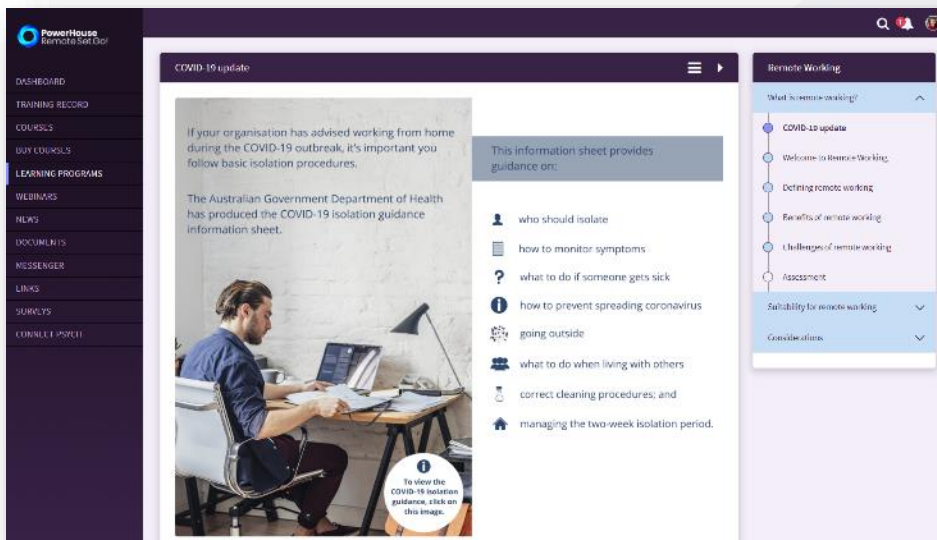 PowerHouse
Remote Set Go!
DASHBOARD
TRAINING RECORD
COURSES
BUY COURSES
LEARNING PROGRAMS
WEBINARS
NEWS
DOCUMENTS
MESSENGER
LINKS
SURVEYS
CONNECT PSYCH
COVID-19 update
If your organisation has advised working from home
during the COVID-19 outbreak, it's important you
follow basic isolation procedures.
The Australian Government Department of Health
has produced the COVID-19 isolation guidance
information sheet.
To view the
COVID-19 isolation
guidance, click on
this image.
This information sheet provides
guidance on:
who should isolate
how to monitor symptoms
what to do if someone gets sick
how to prevent spreading coronavirus
going outside
what to do when living with others
correct cleaning procedures; and
managing the two-week isolation period.
Remote Working
What is remote working?
COVID-19 update
Welcome to Remote Working
Defining remote working
Benefits of remote working
Challenges of remote working
Assessment
Suitability for remote working
Considerations